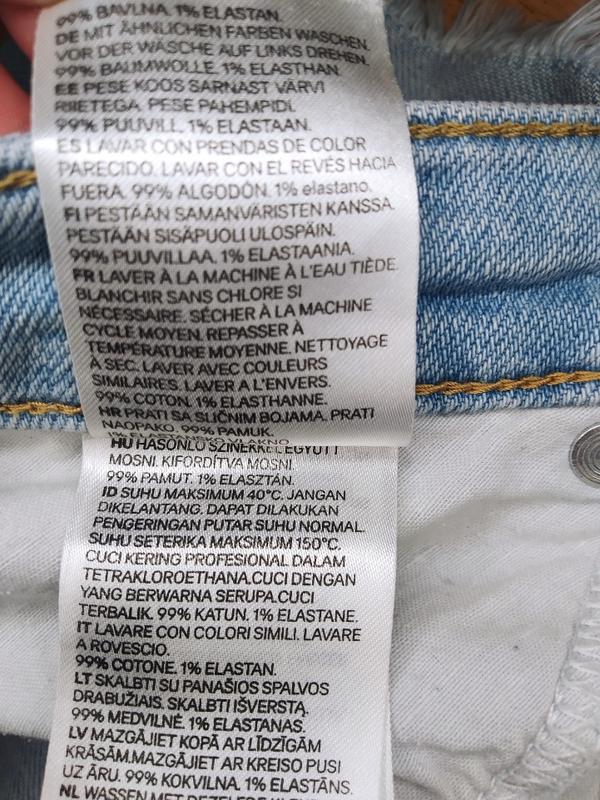 99% BAVLNA. 1% ELASTAN.
DE MIT ÄHNLICHEN FARBEN WASCHEN.
VOR DER WÄSCHE AUF LINKS DREHEN.
99% BAUMWOLLE. 1% ELASTHAN.
EE PESE KOOS SARNAST VÄRVI
RIIETEGA. PESE PAHEMPIDI.
99% PUUVILL. 1% ELASTAAN.
ES LAVAR CON PRENDAS DE COLOR
PARECIDO. LAVAR CON EL REVÉS HACIA
FUERA. 99% ALGODÓN. 1% elastano.
FI PESTÄÄN SAMANVÄRISTEN KANSSA.
PESTÄÄN SISÄPUOLI ULOSPÄIN.
99% PUUVILLAA. 1% ELASTAANIA.
FR LAVER À LA MACHINE À L'EAU TIÈDE.
BLANCHIR SANS CHLORE SI
NÉCESSAIRE. SÉCHER À LA MACHINE
CYCLE MOYEN. REPASSER À
TEMPÉRATURE MOYENNE. NETTOYAGE
À SEC. LAVER AVEC COULEURS
SIMILAIRES. LAVER A L'ENVERS.
99% COTON. 1% ELASTHANNE.
HR PRATI SA SLIČNIM BOJAMA. PRATI
NAOPAKO. 99% PAMUK.
HU HASONLÓ SZÍNEKKEL EGYÜTT
MOSNI. KIFORDÍTVA MOSNI.
99% PAMUT. 1% ELASZTÁN.
ID SUHU MAKSIMUM 40°C. JANGAN
DIKELANTANG. DAPAT DILAKUKAN
PENGERINGAN PUTAR SUHU NORMAL.
SUHU SETERIKA MAKSIMUM 150°C.
CUCI KERING PROFESIONAL DALAM
TETRAKLOROETHANA.CUCI DENGAN
YANG BERWARNA SERUPA.CUCI
TERBALIK. 99% KATUN. 1% ELASTANE.
IT LAVARE CON COLORI SIMILI. LAVARE
A ROVESCIO.
99% COTONE. 1% ELASTAN.
LT SKALBTI SU PANAŠIOS SPALVOS
DRABUŽIAIS. SKALBTI IŠVERSTĄ.
99% MEDVILNĖ. 1% ELASTANAS.
LV MAZGĀJIET KOPĀ AR LĪDZĪGĀM
KRĀSĀM.MAZGĀJIET AR KREISO PUSI
UZ ĀRU. 99% KOKVILNA. 1% ELASTĀNS.
NL WASSEN MET DEZELFDE